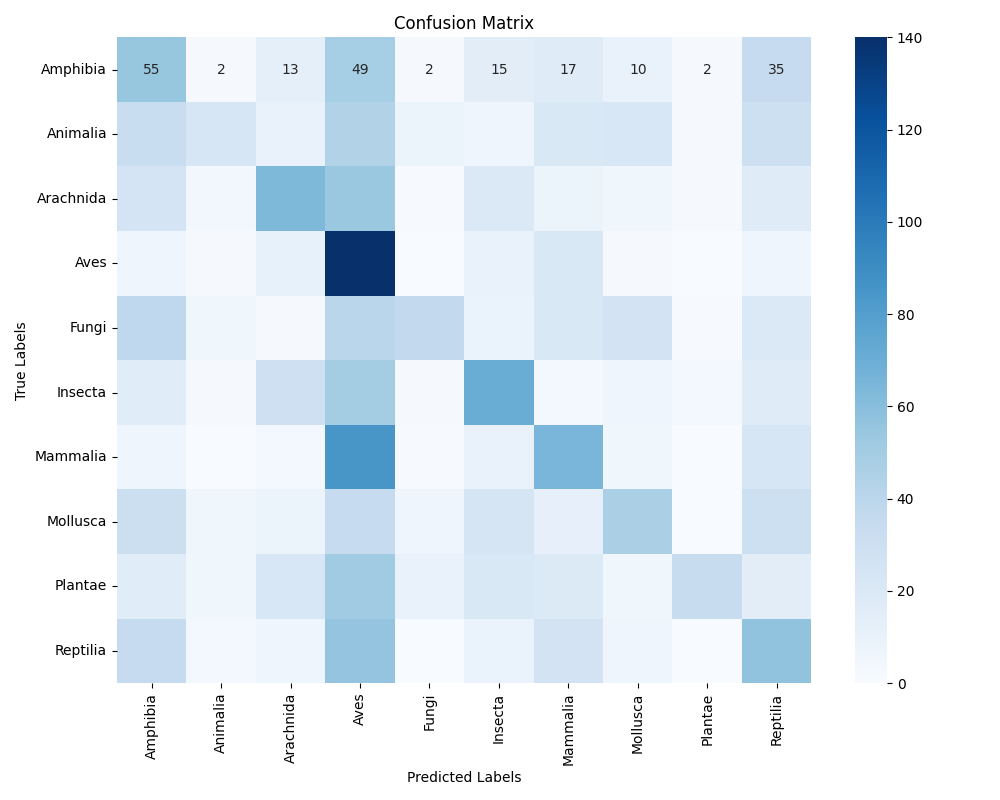 Confusion Matrix
True Labels
Amphibia 55 2 13 49 2 15 17 10 2 35
Animalia
Arachnida
Aves
Fungi
Insecta
Mammalia
Mollusca
Plantae
Reptilia
Amphibia Animalia Arachnida Aves Fungi Insecta Mammalia Mollusca Plantae Reptilia
Predicted Labels
140
120
100
80
60
40
20
0